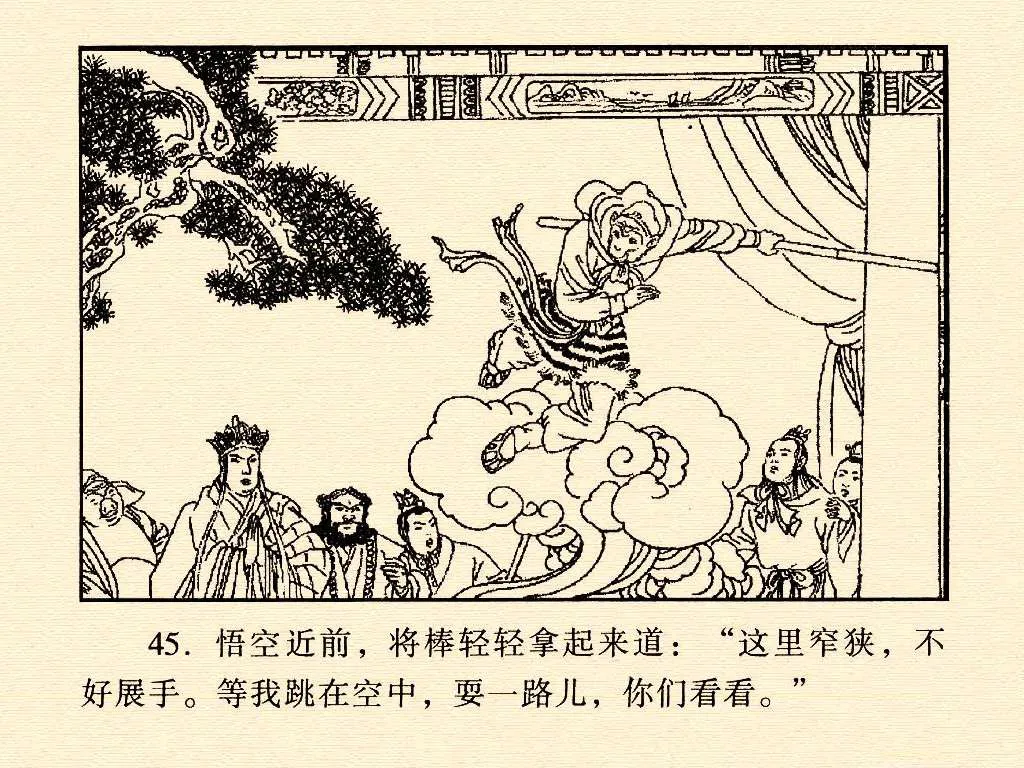 45. 悟空近前，将棒轻轻拿起来道：“这里窄狭，不
好展手。等我跳在空中，耍一路儿，你们看看。”